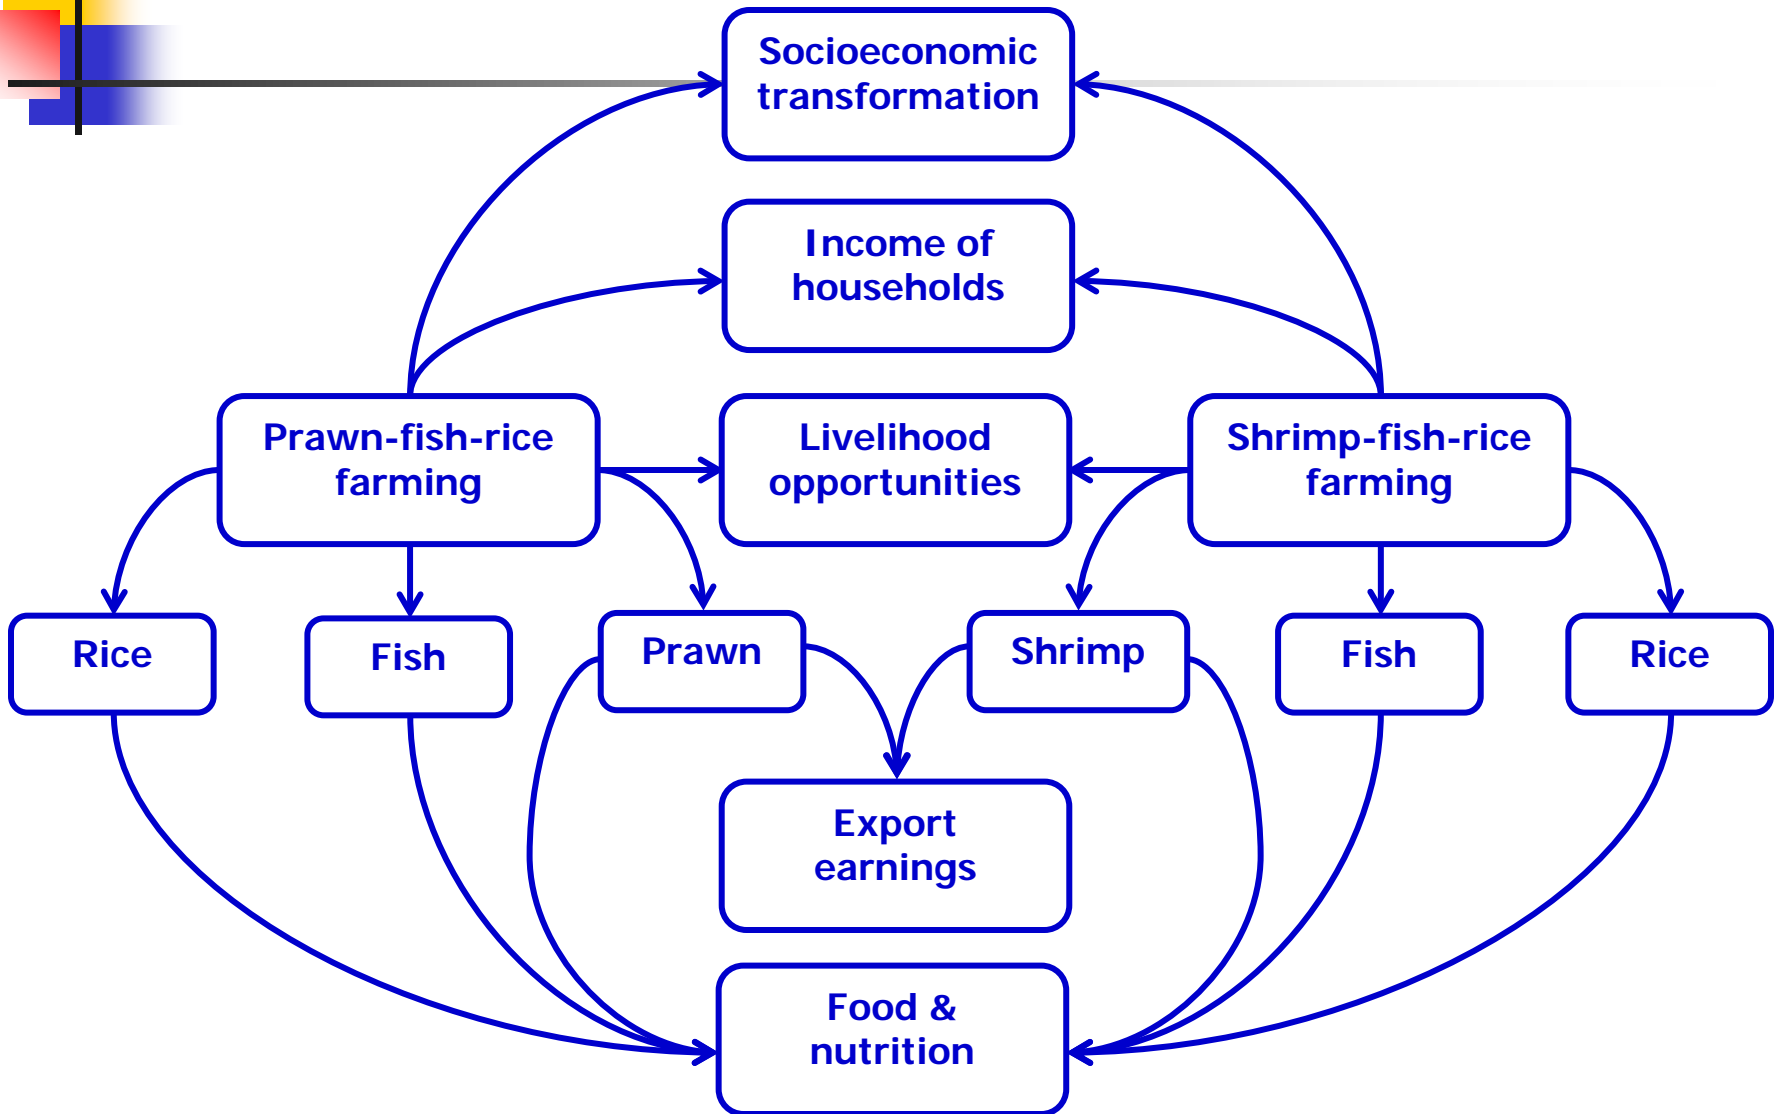 Socioeconomic
transformation
Income of
households
Prawn-fish-rice
farming
Livelihood
opportunities
Shrimp-fish-rice
farming
Rice
Fish
Prawn
Shrimp
Fish
Rice
Export
earnings
Food &
nutrition